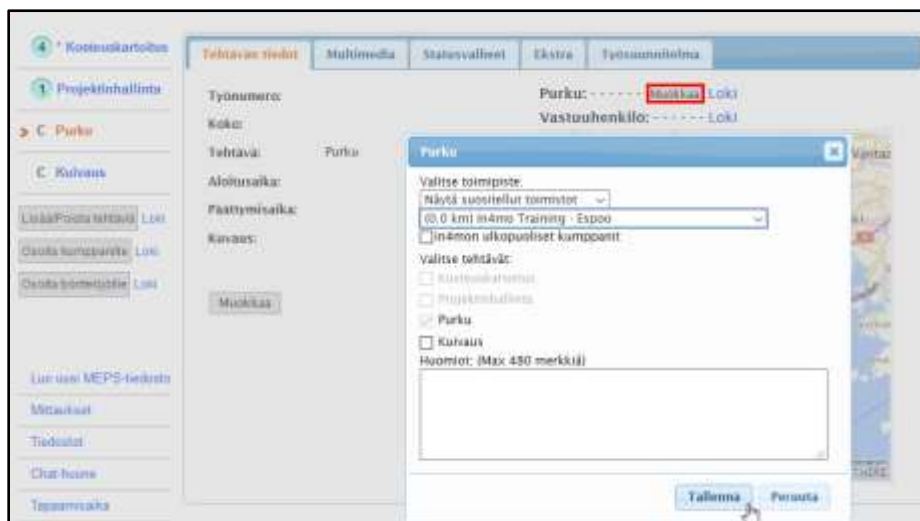 4 * Kosteuskartoitus
1 Projektinhallinta
> C Purku
C Kuivaus
Lisää/Poista tehtävä Loki
Osoita kumppanille Loki
Osoita työntekijälle Loki
Luo uusi MEPS-tiedosto
Mittaukset
Tiedostot
Chat-huone
Tapaamisaika
Tehtävän tiedot Multimedia Statusvaiheet Ekstra Työsuunnitelma
Työnumero:
Koko:
Tehtävä: Purku
Aloitusaika:
Päättymisaika:
Kuvaus:
Muokkaa
Purku: - - - - - - Muokkaa Loki
Vastuuhenkilö: - - - - - - Loki
Vantaa
Purku x
Valitse toimipiste:
Näytä suositellut toimistot
(0.0 km) in4mo Training - Espoo
in4mon ulkopuoliset kumppanit
Valitse tehtävät:
Kosteuskartoitus
Projektinhallinta
Purku
Kuivaus
Huomiot: (Max 480 merkkiä)
Tallenna Peruuta